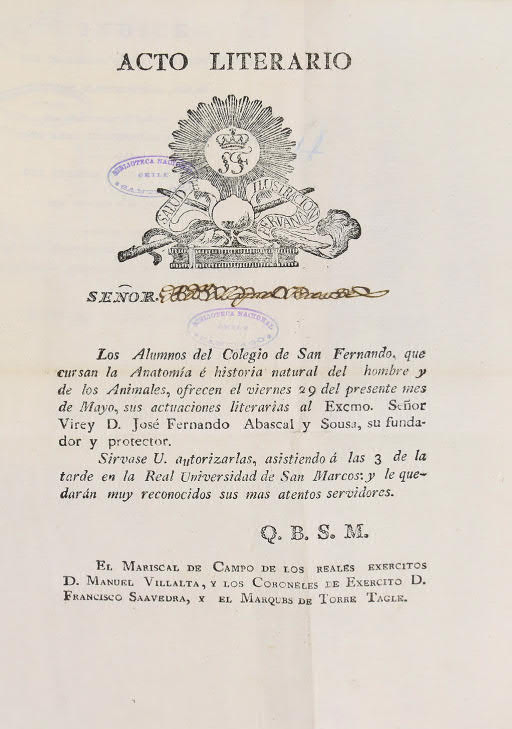 ACTO LITERARIO
BIBLIOTECA NACIONAL
CHILE
SANTIAGO
SALUD E ILUSTRACION
SEÑOR.
BIBLIOTECA NACIONAL
CHILE
SANTIAGO
Los Alumnos del Colegio de San Fernando, que
cursan la Anatomía é historia natural del hombre y
de los Animales, ofrecen el viernes 29 del presente mes
de Mayo, sus actuaciones literarias al Excmo. Señor
Virey D. José Fernando Abascal y Sousa, su funda-
dor y protector.
Sirvase U. autorizarlas, asistiendo á las 3 de la
tarde en la Real Universidad de San Marcos: y le que-
darán muy reconocidos sus mas atentos servidores.
Q. B. S. M.
EL MARISCAL DE CAMPO DE LOS REALES EXERCITOS
D. MANUEL VILLALTA, Y LOS CORONELES DE EXERCITO D.
FRANCISCO SAAVEDRA, Y EL MARQUES DE TORRE TAGLE.